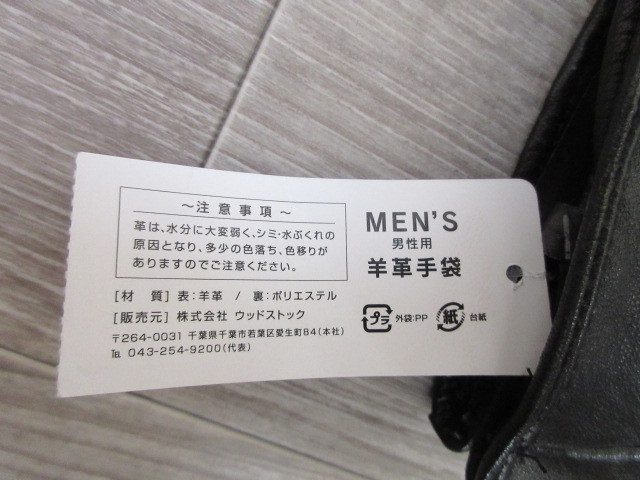 ～注意事項～
革は、水分に大変弱く、シミ・水ぶくれの
原因となり、多少の色落ち、色移りが
ありますのでご注意ください。
[材　質] 表:羊革 / 裏:ポリエステル
[販売元] 株式会社 ウッドストック
〒264-0031 千葉県千葉市若葉区愛生町84(本社)
℡ 043-254-9200(代表)
MEN'S
男性用
羊革手袋
プラ 外袋:PP 紙 台紙